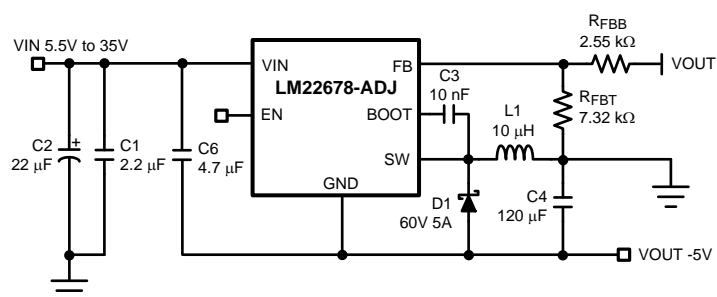 VIN 5.5V to 35V
C2
22 μF
+
C1
2.2 μF
C6
4.7 μF
VIN
FB
LM22678-ADJ
EN
BOOT
SW
GND
C3
10 nF
L1
10 μH
D1
60V 5A
RFBB
2.55 kΩ
VOUT
RFBT
7.32 kΩ
C4
120 μF
VOUT -5V